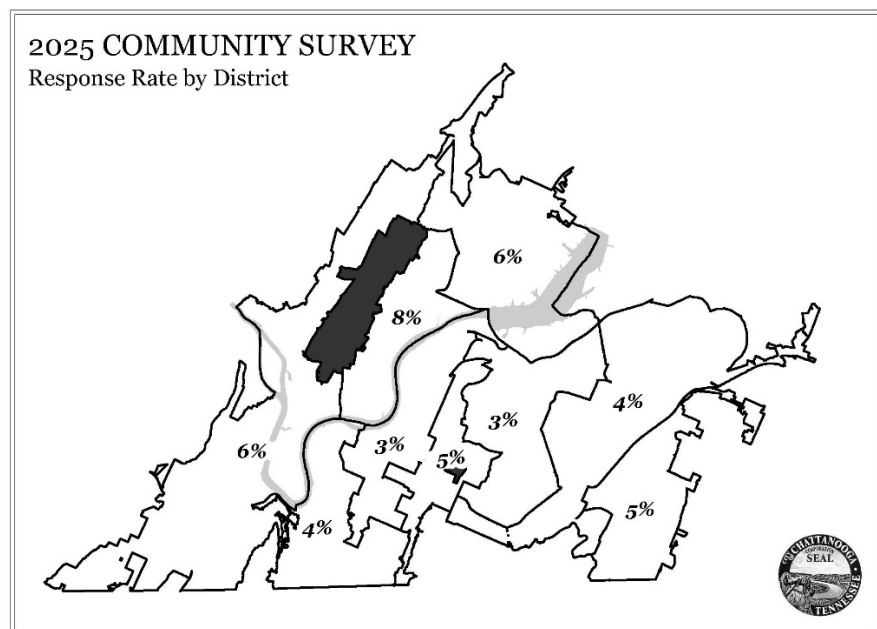 2025 COMMUNITY SURVEY
Response Rate by District
6%
8%
4%
3%
3%
6%
5%
5%
4%
CHATTANOOGA
CORPORATE
SEAL
TENNESSEE